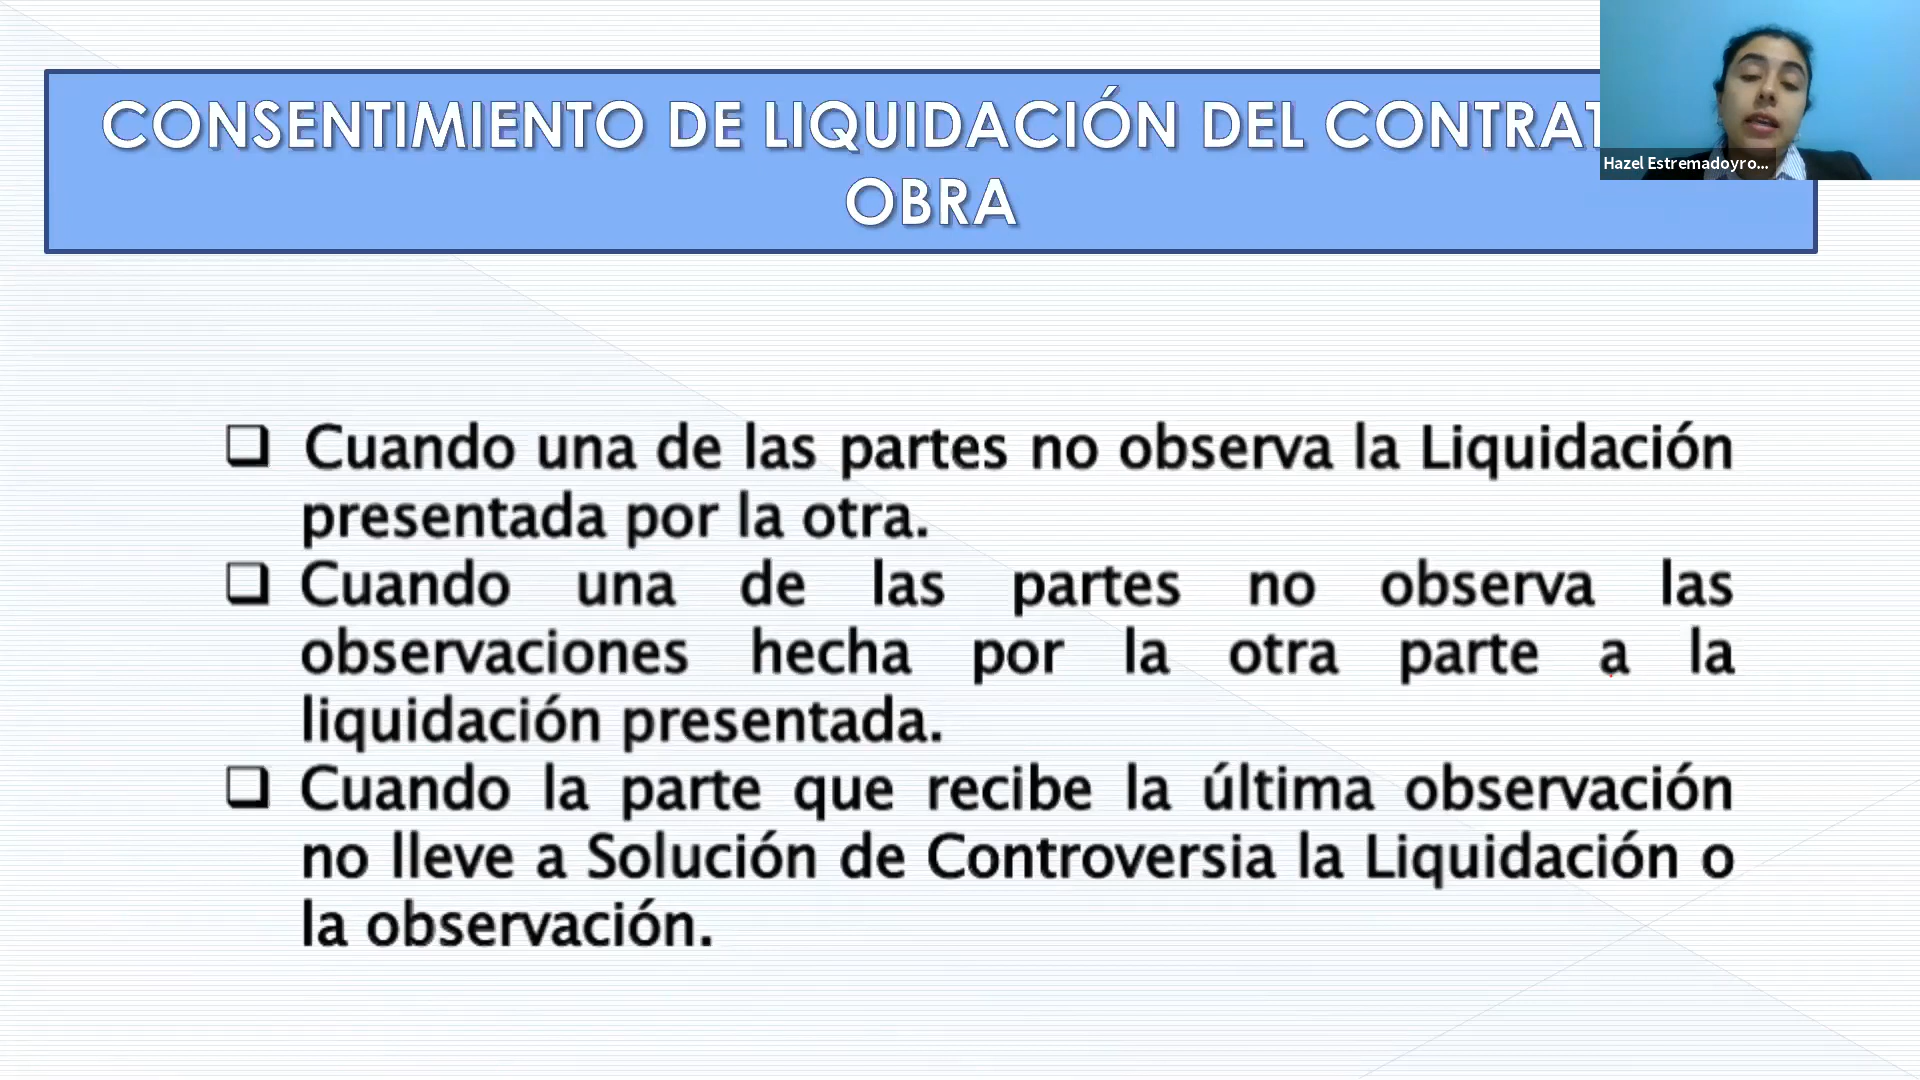 CONSENTIMIENTO DE LIQUIDACIÓN DEL CONTRAT
OBRA
Hazel Estremadoyro...
Cuando una de las partes no observa la Liquidación
presentada por la otra.
Cuando una de las partes no observa las
observaciones hecha por la otra parte a la
liquidación presentada.
Cuando la parte que recibe la última observación
no lleve a Solución de Controversia la Liquidación o
la observación.